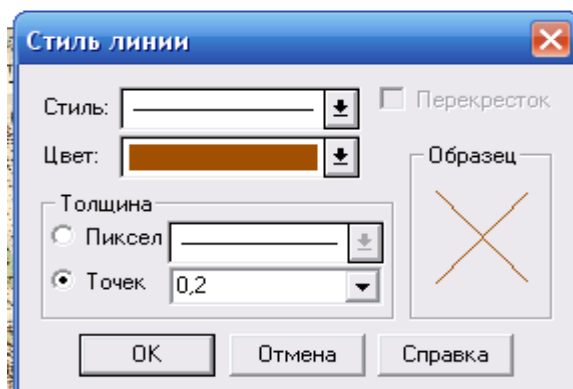 Стиль линии
Стиль:
Перекресток
Цвет:
Образец
Толщина
Пиксел
Точек 0,2
OK Отмена Справка